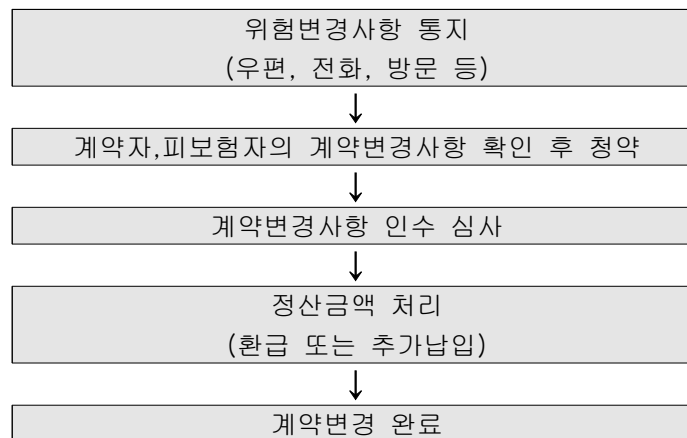 위험변경사항 통지
(우편, 전화, 방문 등)
계약자,피보험자의 계약변경사항 확인 후 청약
계약변경사항 인수 심사
정산금액 처리
(환급 또는 추가납입)
계약변경 완료